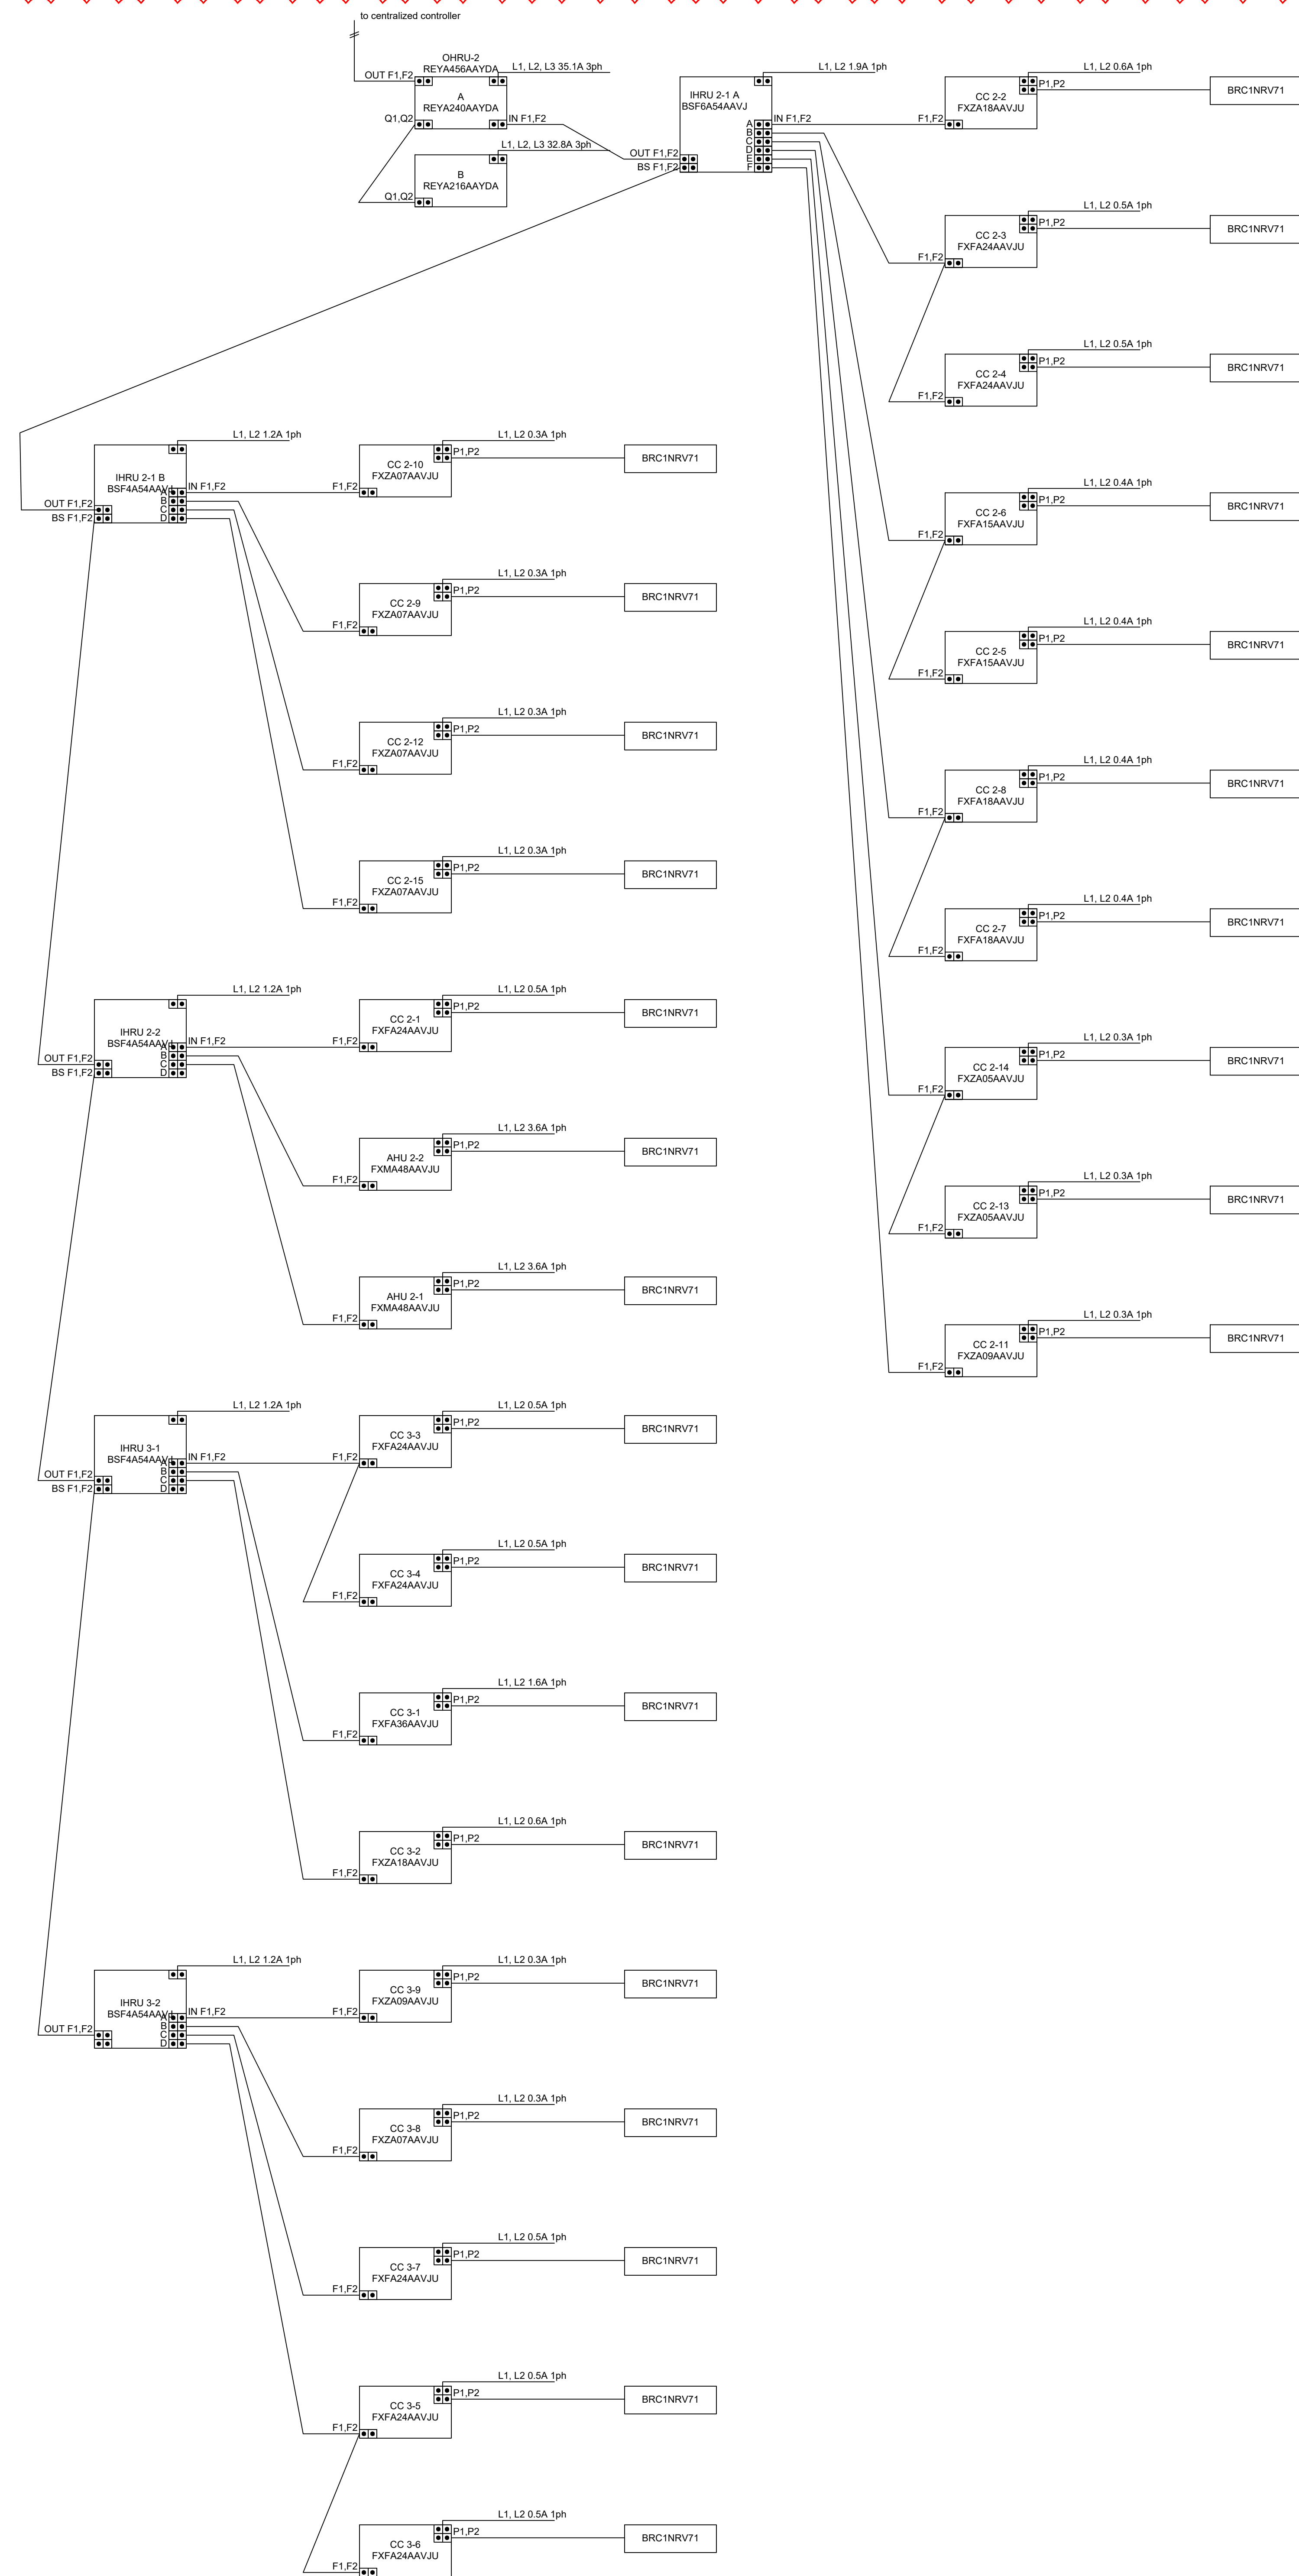 to centralized controller
OHRU-2
REYA456AAYDA
L1, L2, L3 35.1A 3ph
OUT F1,F2
A
REYA240AAYDA
Q1,Q2
IN F1,F2
L1, L2, L3 32.8A 3ph
B
REYA216AAYDA
Q1,Q2
L1, L2 1.9A 1ph
IHRU 2-1 A
BSF6A54AAVJ
A
B
C
D
E
F
IN F1,F2
OUT F1,F2
BS F1,F2
L1, L2 0.6A 1ph
P1,P2
CC 2-2
FXZA18AAVJU
F1,F2
BRC1NRV71
L1, L2 0.5A 1ph
P1,P2
CC 2-3
FXFA24AAVJU
F1,F2
BRC1NRV71
L1, L2 0.5A 1ph
P1,P2
CC 2-4
FXFA24AAVJU
F1,F2
BRC1NRV71
L1, L2 0.4A 1ph
P1,P2
CC 2-6
FXFA15AAVJU
F1,F2
BRC1NRV71
L1, L2 0.4A 1ph
P1,P2
CC 2-5
FXFA15AAVJU
F1,F2
BRC1NRV71
L1, L2 0.4A 1ph
P1,P2
CC 2-8
FXFA18AAVJU
F1,F2
BRC1NRV71
L1, L2 0.4A 1ph
P1,P2
CC 2-7
FXFA18AAVJU
F1,F2
BRC1NRV71
L1, L2 0.3A 1ph
P1,P2
CC 2-14
FXZA05AAVJU
F1,F2
BRC1NRV71
L1, L2 0.3A 1ph
P1,P2
CC 2-13
FXZA05AAVJU
F1,F2
BRC1NRV71
L1, L2 0.3A 1ph
P1,P2
CC 2-11
FXZA09AAVJU
F1,F2
BRC1NRV71
L1, L2 1.2A 1ph
IHRU 2-1 B
BSF4A54AAVJ
A
B
C
D
IN F1,F2
OUT F1,F2
BS F1,F2
L1, L2 0.3A 1ph
P1,P2
CC 2-10
FXZA07AAVJU
F1,F2
BRC1NRV71
L1, L2 0.3A 1ph
P1,P2
CC 2-9
FXZA07AAVJU
F1,F2
BRC1NRV71
L1, L2 0.3A 1ph
P1,P2
CC 2-12
FXZA07AAVJU
F1,F2
BRC1NRV71
L1, L2 0.3A 1ph
P1,P2
CC 2-15
FXZA07AAVJU
F1,F2
BRC1NRV71
L1, L2 1.2A 1ph
IHRU 2-2
BSF4A54AAVJ
A
B
C
D
IN F1,F2
OUT F1,F2
BS F1,F2
L1, L2 0.5A 1ph
P1,P2
CC 2-1
FXFA24AAVJU
F1,F2
BRC1NRV71
L1, L2 3.6A 1ph
P1,P2
AHU 2-2
FXMA48AAVJU
F1,F2
BRC1NRV71
L1, L2 3.6A 1ph
P1,P2
AHU 2-1
FXMA48AAVJU
F1,F2
BRC1NRV71
L1, L2 1.2A 1ph
IHRU 3-1
BSF4A54AAVJ
A
B
C
D
IN F1,F2
OUT F1,F2
BS F1,F2
L1, L2 0.5A 1ph
P1,P2
CC 3-3
FXFA24AAVJU
F1,F2
BRC1NRV71
L1, L2 0.5A 1ph
P1,P2
CC 3-4
FXFA24AAVJU
F1,F2
BRC1NRV71
L1, L2 1.6A 1ph
P1,P2
CC 3-1
FXFA36AAVJU
F1,F2
BRC1NRV71
L1, L2 0.6A 1ph
P1,P2
CC 3-2
FXZA18AAVJU
F1,F2
BRC1NRV71
L1, L2 1.2A 1ph
IHRU 3-2
BSF4A54AAVJ
A
B
C
D
IN F1,F2
OUT F1,F2
L1, L2 0.3A 1ph
P1,P2
CC 3-9
FXZA09AAVJU
F1,F2
BRC1NRV71
L1, L2 0.3A 1ph
P1,P2
CC 3-8
FXZA07AAVJU
F1,F2
BRC1NRV71
L1, L2 0.5A 1ph
P1,P2
CC 3-7
FXFA24AAVJU
F1,F2
BRC1NRV71
L1, L2 0.5A 1ph
P1,P2
CC 3-5
FXFA24AAVJU
F1,F2
BRC1NRV71
L1, L2 0.5A 1ph
P1,P2
CC 3-6
FXFA24AAVJU
F1,F2
BRC1NRV71